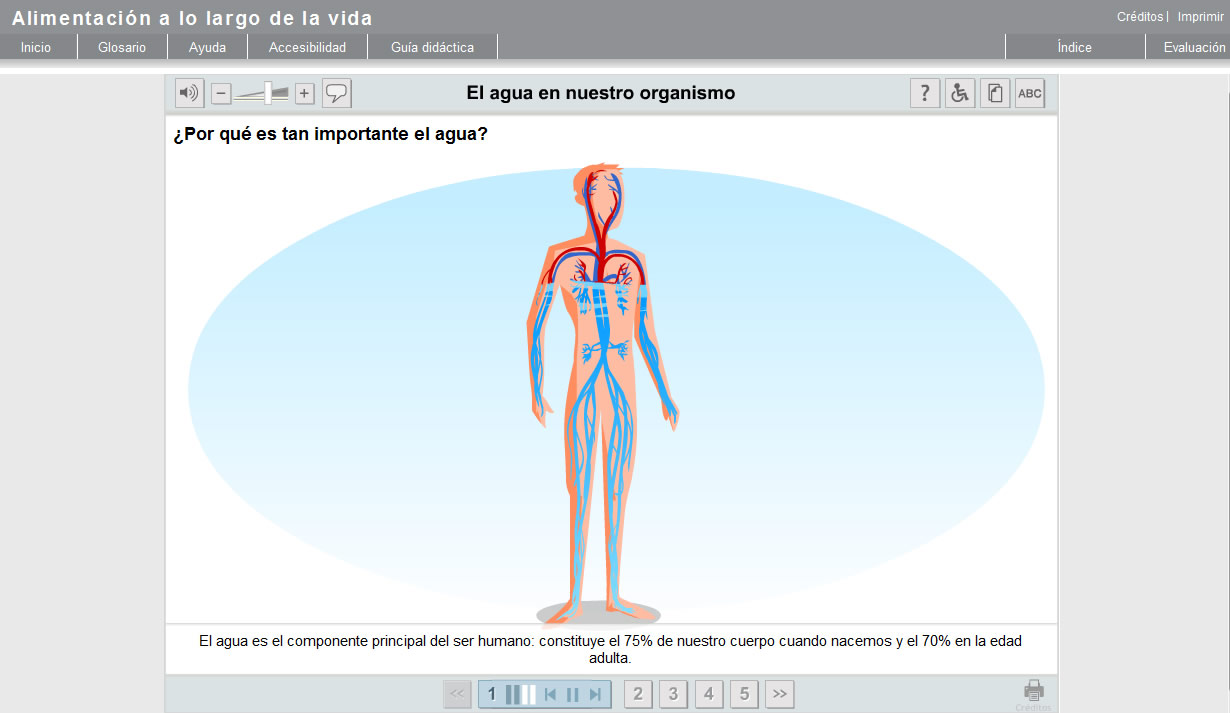 Alimentación a lo largo de la vida
Créditos | Imprimir
Inicio Glosario Ayuda Accesibilidad Guía didáctica Índice Evaluación
El agua en nuestro organismo
? ABC
¿Por qué es tan importante el agua?
El agua es el componente principal del ser humano: constituye el 75% de nuestro cuerpo cuando nacemos y el 70% en la edad
adulta.
<< 1 2 3 4 5 >>
Créditos